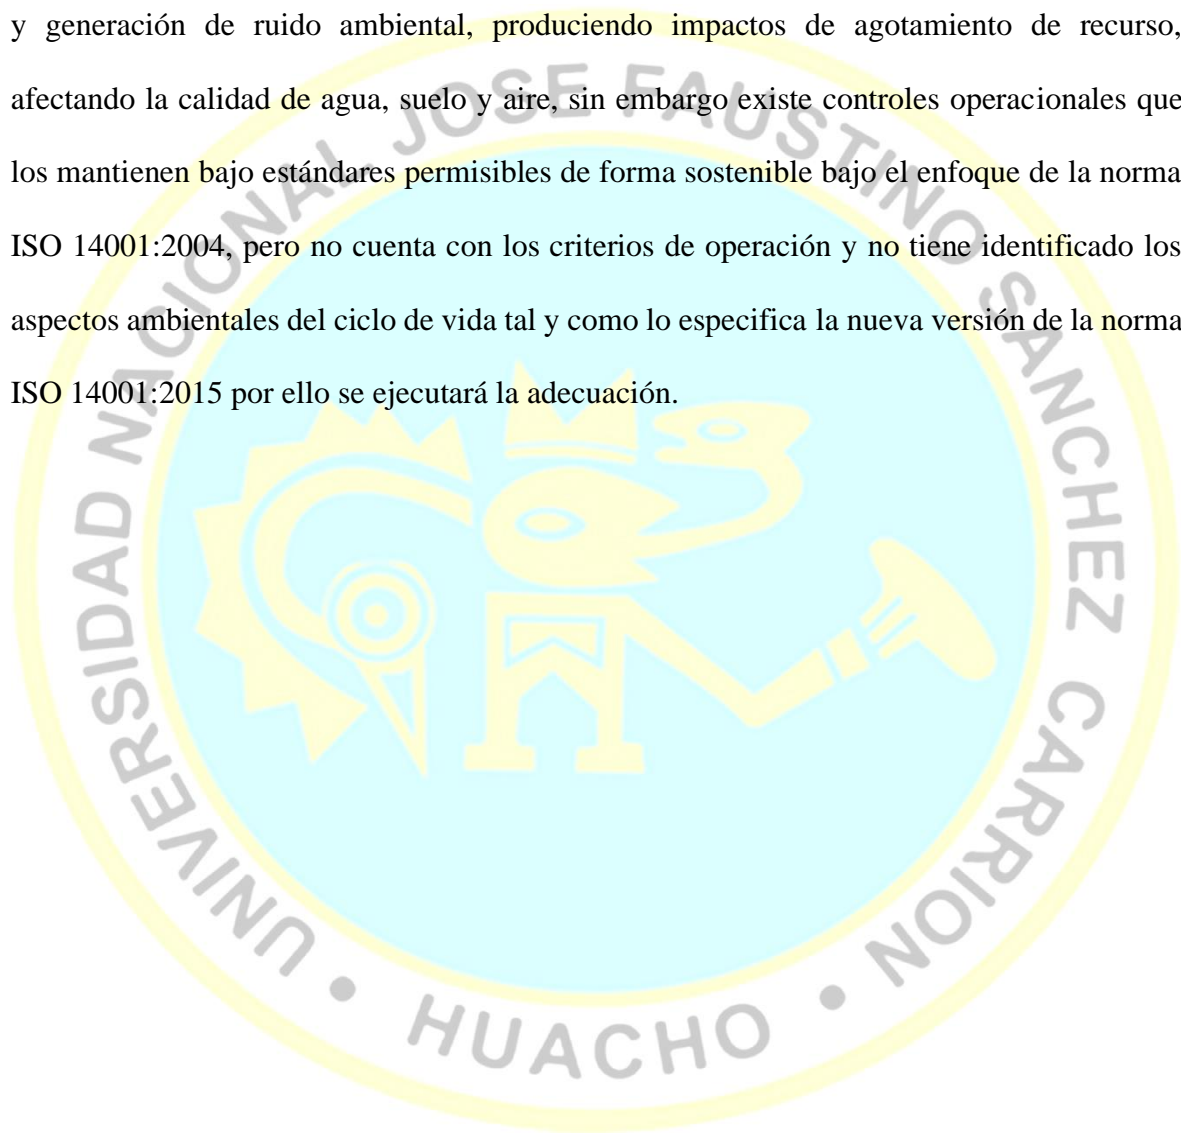 y generación de ruido ambiental, produciendo impactos de agotamiento de recurso,
afectando la calidad de agua, suelo y aire, sin embargo existe controles operacionales que
los mantienen bajo estándares permisibles de forma sostenible bajo el enfoque de la norma
ISO 14001:2004, pero no cuenta con los criterios de operación y no tiene identificado los
aspectos ambientales del ciclo de vida tal y como lo especifica la nueva versión de la norma
ISO 14001:2015 por ello se ejecutará la adecuación.
UNIVERSIDAD NACIONAL JOSE FAUSTINO SANCHEZ CARRION
• HUACHO •